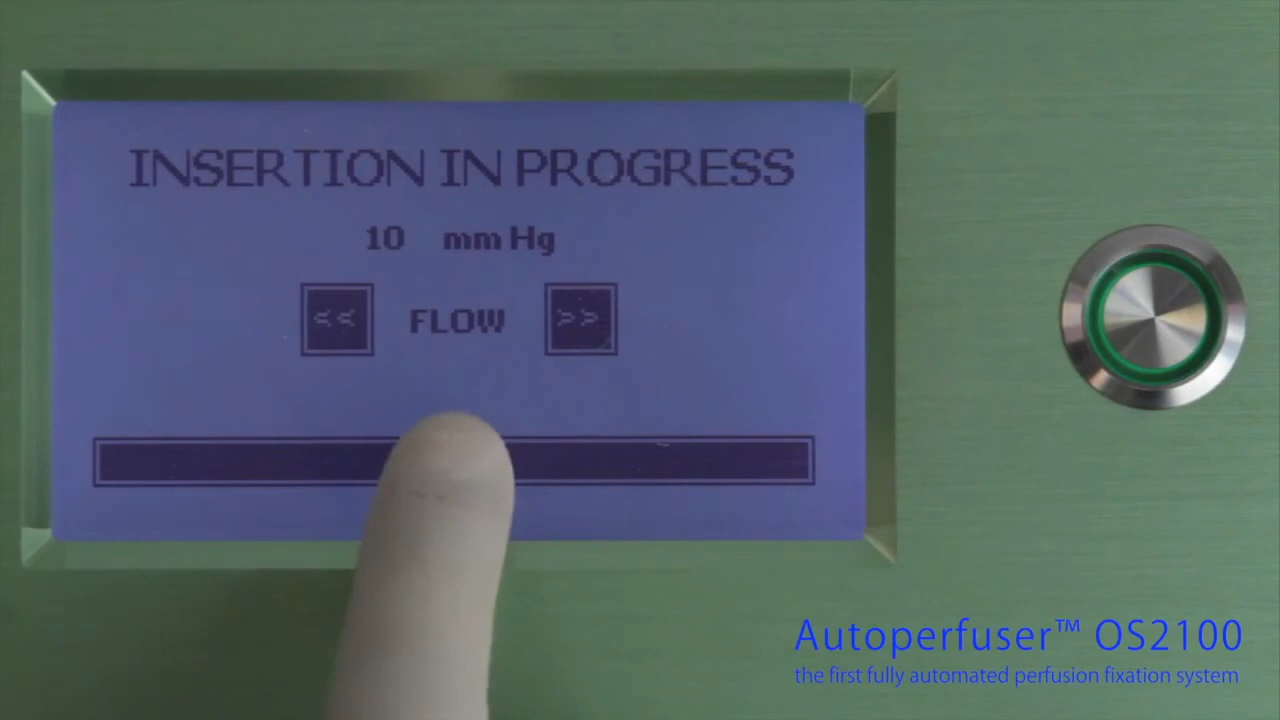 INSERTION IN PROGRESS
10 mm Hg
<< FLOW >>
Autoperfuser™ OS2100
the first fully automated perfusion fixation system